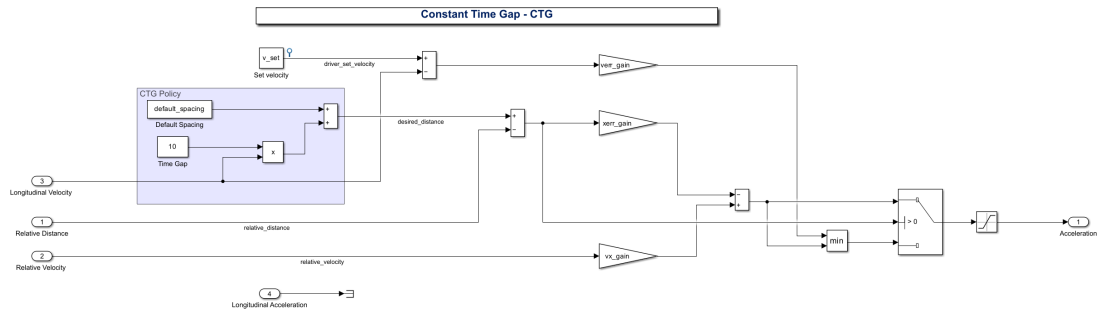 Constant Time Gap - CTG
v_set
Set velocity
driver_set_velocity
+
−
verr_gain
CTG Policy
default_spacing
Default Spacing
+
+
desired_distance
+
−
xerr_gain
10
Time Gap
x
3
Longitudinal Velocity
1
Relative Distance
relative_distance
−
+
> 0
min
1
Acceleration
2
Relative Velocity
relative_velocity
vx_gain
4
Longitudinal Acceleration